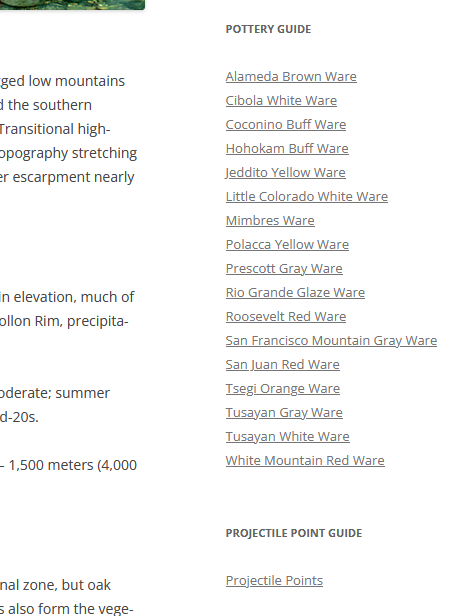 ged low mountains
d the southern
Transitional high-
opography stretching
er escarpment nearly
in elevation, much of
ollon Rim, precipita-
oderate; summer
d-20s.
– 1,500 meters (4,000
nal zone, but oak
s also form the vege-
POTTERY GUIDE
Alameda Brown Ware
Cibola White Ware
Coconino Buff Ware
Hohokam Buff Ware
Jeddito Yellow Ware
Little Colorado White Ware
Mimbres Ware
Polacca Yellow Ware
Prescott Gray Ware
Rio Grande Glaze Ware
Roosevelt Red Ware
San Francisco Mountain Gray Ware
San Juan Red Ware
Tsegi Orange Ware
Tusayan Gray Ware
Tusayan White Ware
White Mountain Red Ware
PROJECTILE POINT GUIDE
Projectile Points